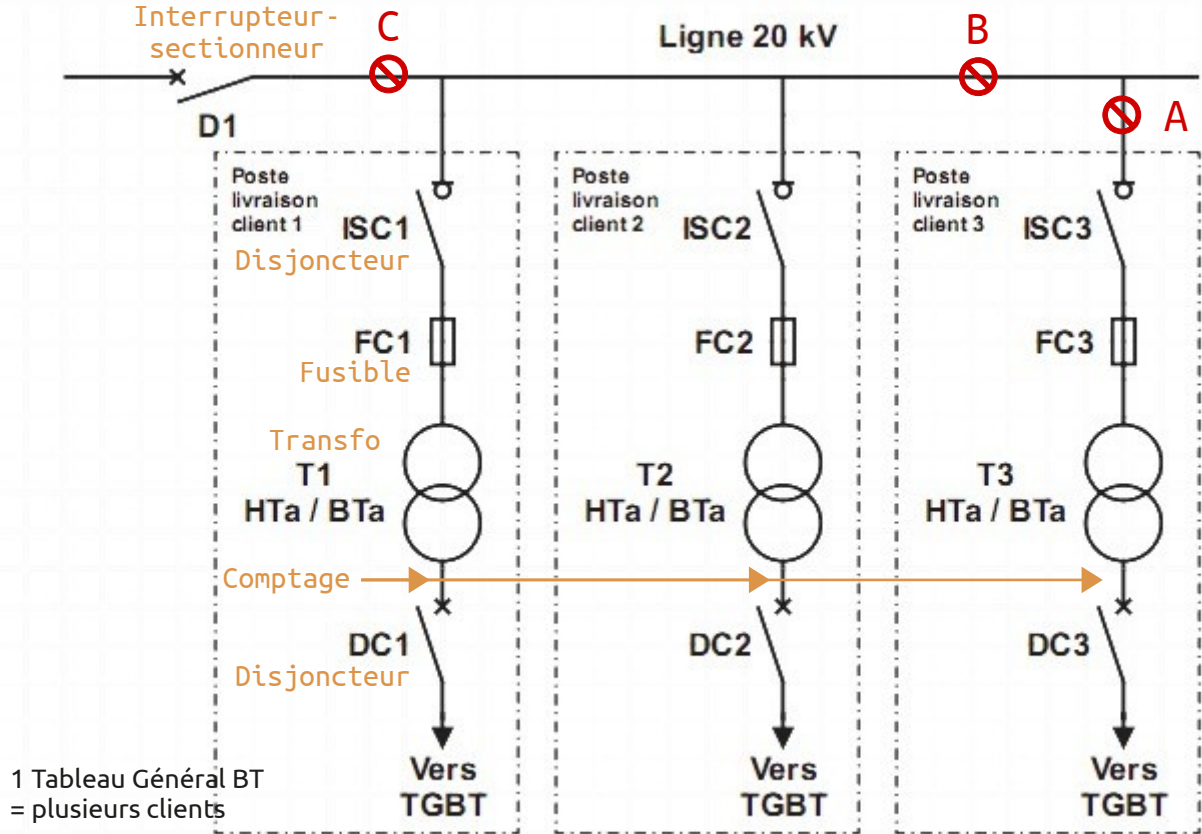 Interrupteur-
sectionneur
C
Ligne 20 kV
B
D1
A
Poste
livraison
client 1
ISC1
Disjoncteur
FC1
Fusible
Transfo
T1
HTa / BTa
Comptage
DC1
Disjoncteur
Vers
TGBT
Poste
livraison
client 2
ISC2
FC2
T2
HTa / BTa
DC2
Vers
TGBT
Poste
livraison
client 3
ISC3
FC3
T3
HTa / BTa
DC3
Vers
TGBT
1 Tableau Général BT
= plusieurs clients